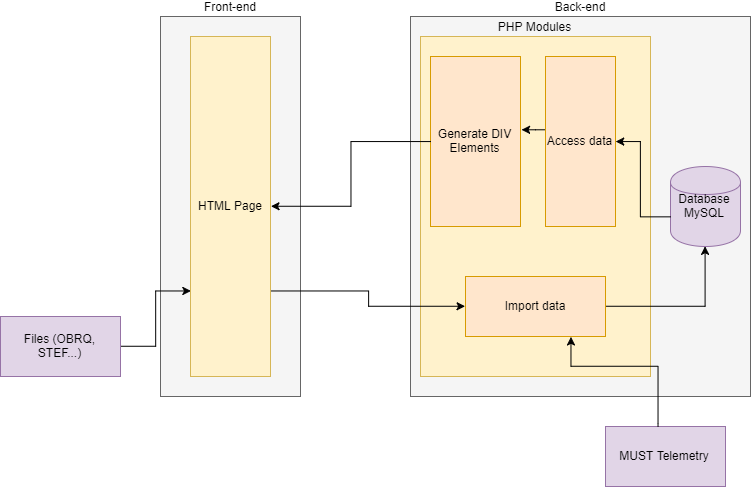 Front-end
Back-end
PHP Modules
Generate DIV
Elements
Access data
HTML Page
Database
MySQL
Import data
Files (OBRQ,
STEF...)
MUST Telemetry